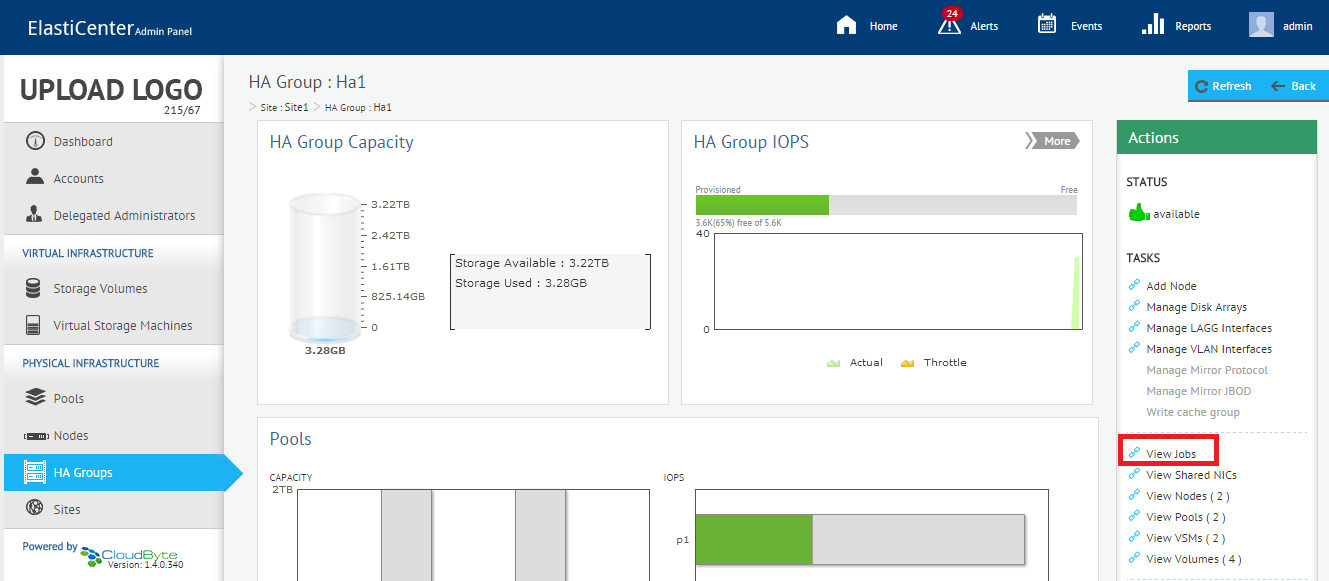 ElastiCenter Admin Panel
Home
24
Alerts
Events
Reports
admin
UPLOAD LOGO
215/67
Dashboard
Accounts
Delegated Administrators
VIRTUAL INFRASTRUCTURE
Storage Volumes
Virtual Storage Machines
PHYSICAL INFRASTRUCTURE
Pools
Nodes
HA Groups
Sites
Powered by CloudByte
Version: 1.4.0.340
HA Group : Ha1
Site : Site1 > HA Group : Ha1
Refresh
Back
HA Group Capacity
3.22TB
2.42TB
1.61TB
825.14GB
0
3.28GB
Storage Available : 3.22TB
Storage Used : 3.28GB
HA Group IOPS
More
Provisioned
Free
3.6K(65%) free of 5.6K
40
0
Actual
Throttle
Pools
CAPACITY
2TB
IOPS
p1
Actions
STATUS
available
TASKS
Add Node
Manage Disk Arrays
Manage LAGG Interfaces
Manage VLAN Interfaces
Manage Mirror Protocol
Manage Mirror JBOD
Write cache group
View Jobs
View Shared NICs
View Nodes ( 2 )
View Pools ( 2 )
View VSMs ( 2 )
View Volumes ( 4 )